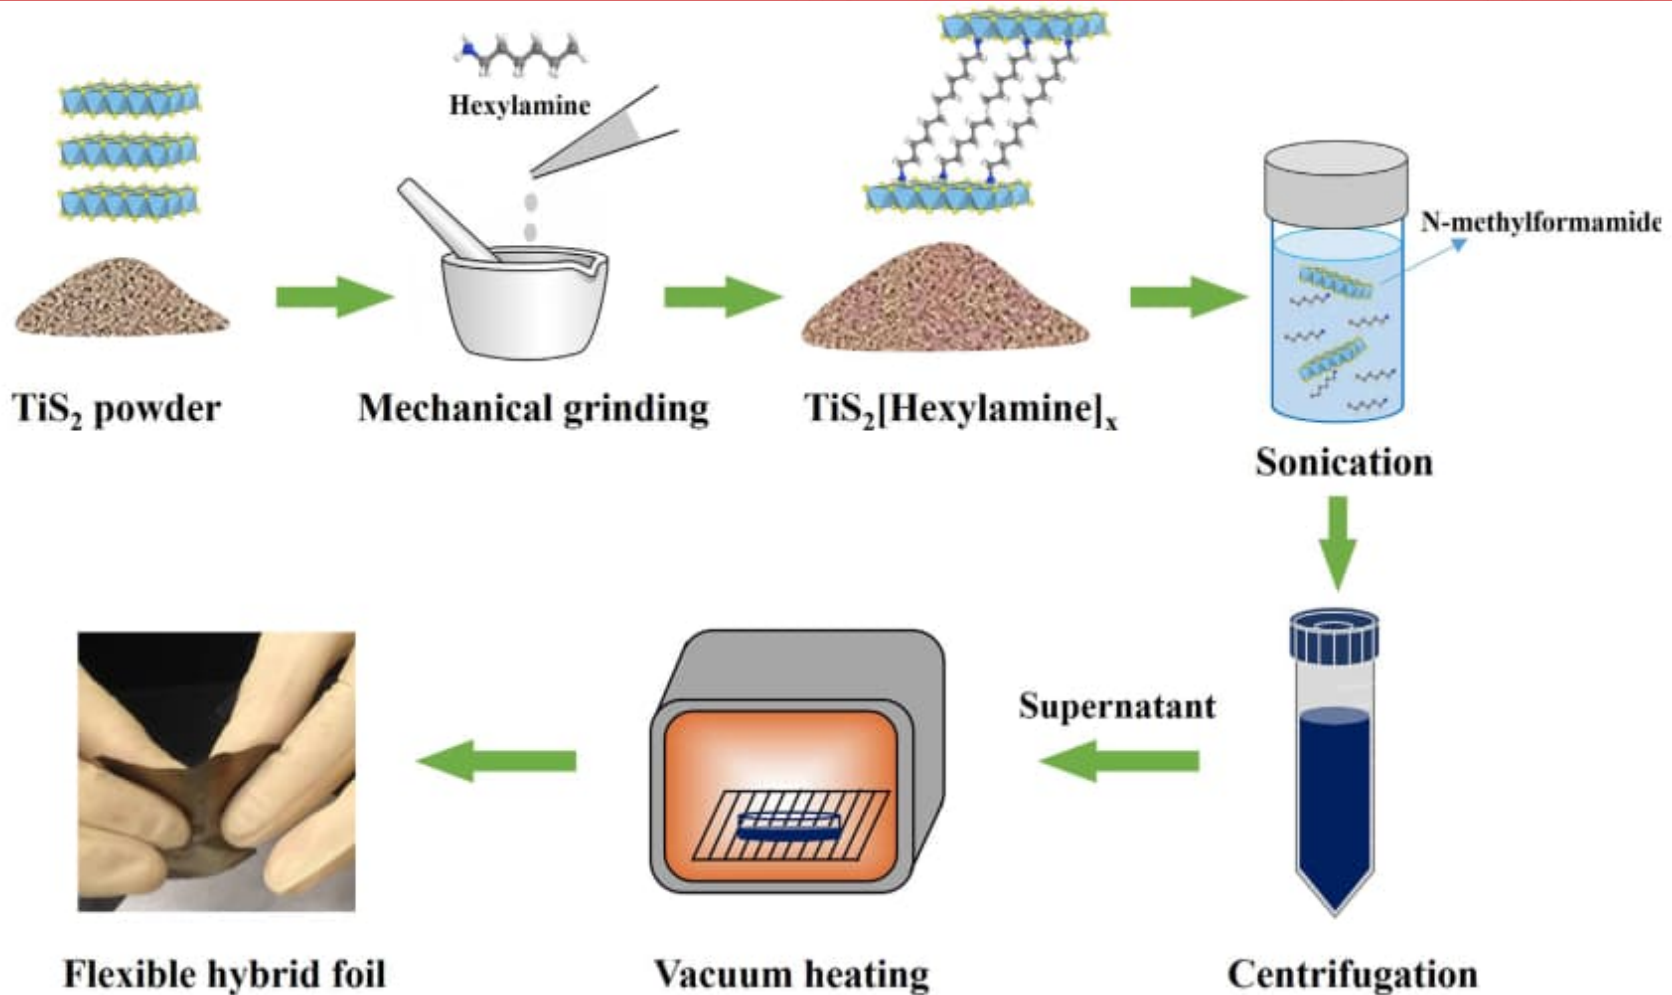 Hexylamine
N-methylformamide
TiS₂ powder
Mechanical grinding
TiS₂[Hexylamine]ₓ
Sonication
Supernatant
Flexible hybrid foil
Vacuum heating
Centrifugation